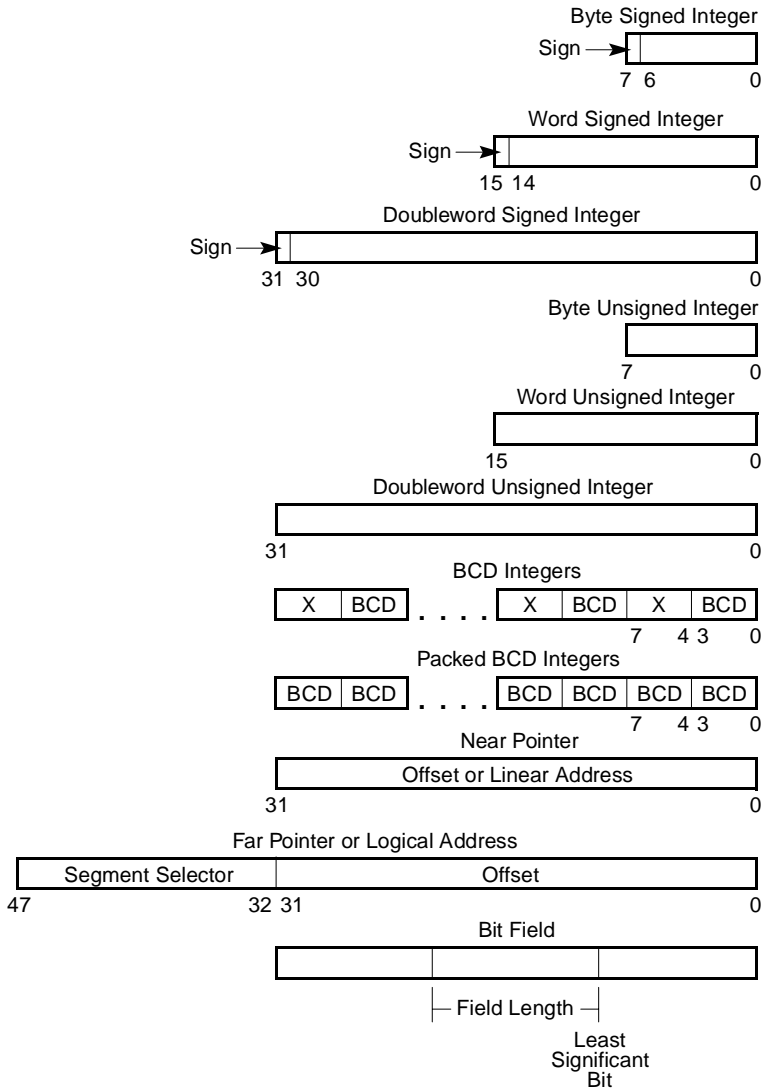 Byte Signed Integer
Sign
7 6 0
Word Signed Integer
Sign
15 14 0
Doubleword Signed Integer
Sign
31 30 0
Byte Unsigned Integer
7 0
Word Unsigned Integer
15 0
Doubleword Unsigned Integer
31 0
BCD Integers
X BCD . . . . X BCD X BCD
7 4 3 0
Packed BCD Integers
BCD BCD . . . . BCD BCD BCD BCD
7 4 3 0
Near Pointer
Offset or Linear Address
31 0
Far Pointer or Logical Address
Segment Selector Offset
47 32 31 0
Bit Field
Field Length
Least
Significant
Bit